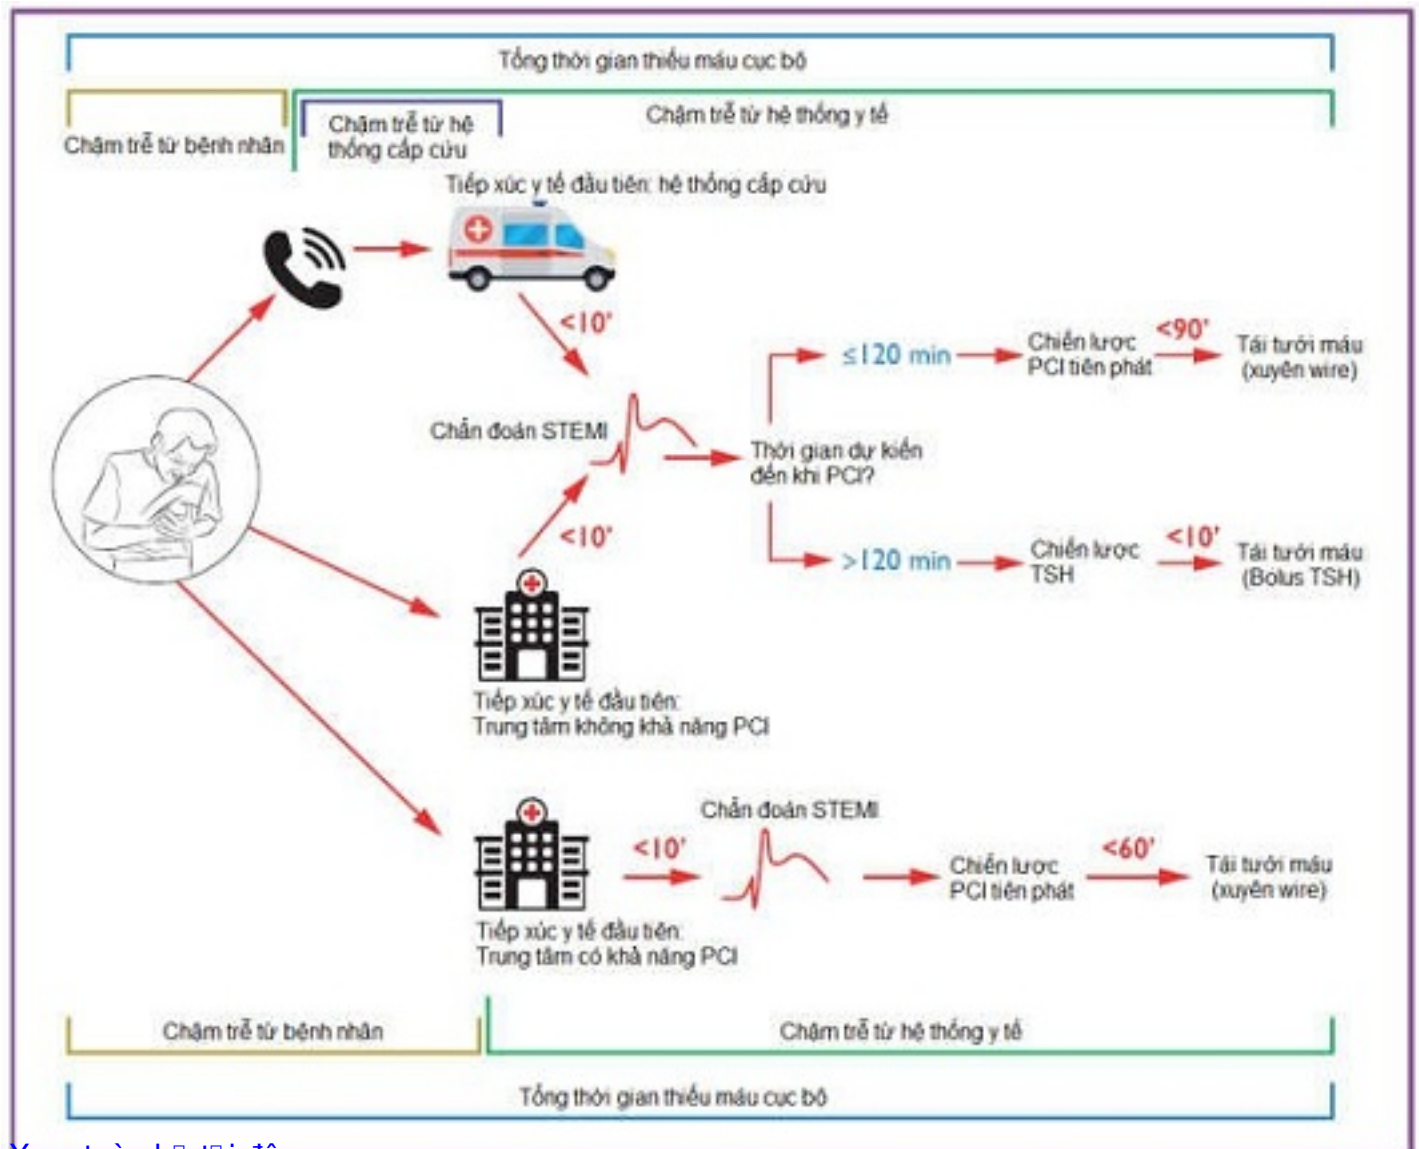 Tổng thời gian thiếu máu cục bộ
Chậm trễ từ bệnh nhân
Chậm trễ từ hệ
thống cấp cứu
Chậm trễ từ hệ thống y tế
Tiếp xúc y tế đầu tiên: hệ thống cấp cứu
<10'
Chẩn đoán STEMI
<10'
Thời gian dự kiến
đến khi PCI?
≤120 min
Chiến lược
PCI tiên phát
<90'
Tái tưới máu
(xuyên wire)
>120 min
Chiến lược
TSH
<10'
Tái tưới máu
(Bolus TSH)
Tiếp xúc y tế đầu tiên:
Trung tâm không khả năng PCI
Tiếp xúc y tế đầu tiên:
Trung tâm có khả năng PCI
<10'
Chẩn đoán STEMI
Chiến lược
PCI tiên phát
<60'
Tái tưới máu
(xuyên wire)
Chậm trễ từ bệnh nhân
Chậm trễ từ hệ thống y tế
Tổng thời gian thiếu máu cục bộ